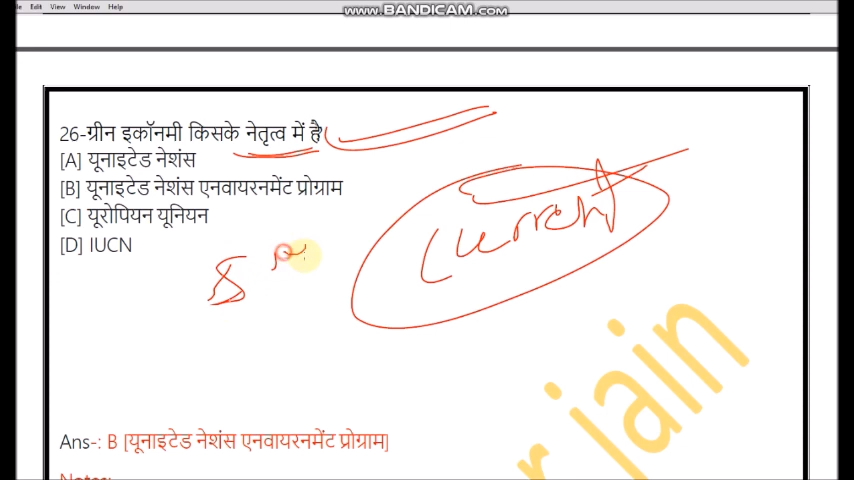 Edit View Window Help
www.BANDICAM.com
26-ग्रीन इकॉनमी किसके नेतृत्व में है
[A] यूनाइटेड नेशंस
[B] यूनाइटेड नेशंस एनवायरनमेंट प्रोग्राम
[C] यूरोपियन यूनियन
[D] IUCN
Current
jain
Ans-: B [यूनाइटेड नेशंस एनवायरनमेंट प्रोग्राम]
Notes: